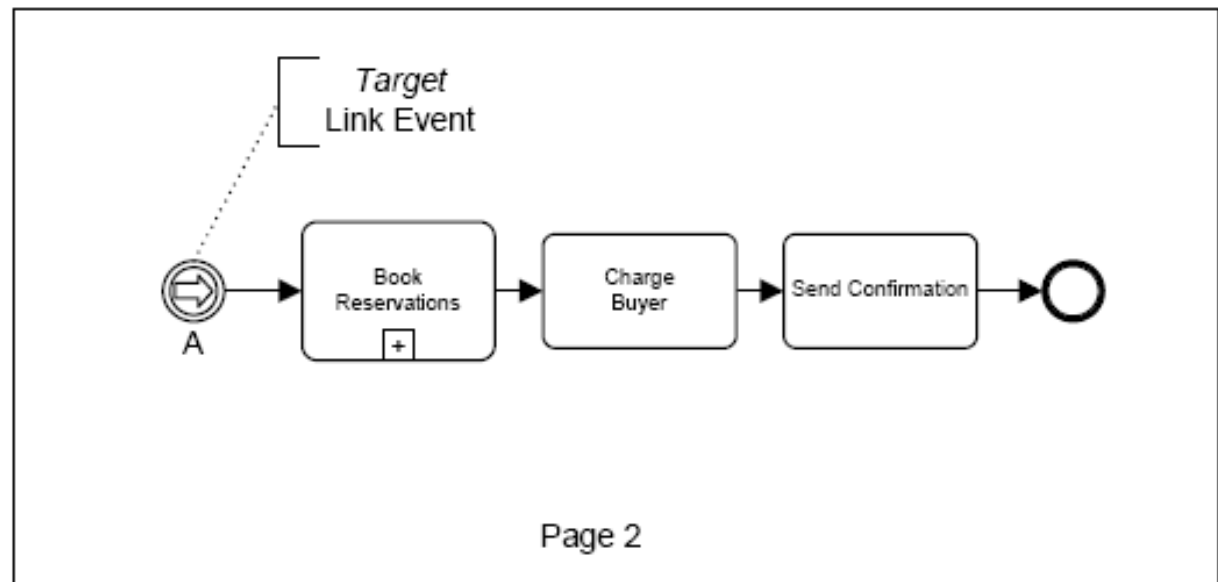 Target
Link Event
A
Book
Reservations
+
Charge
Buyer
Send Confirmation
Page 2